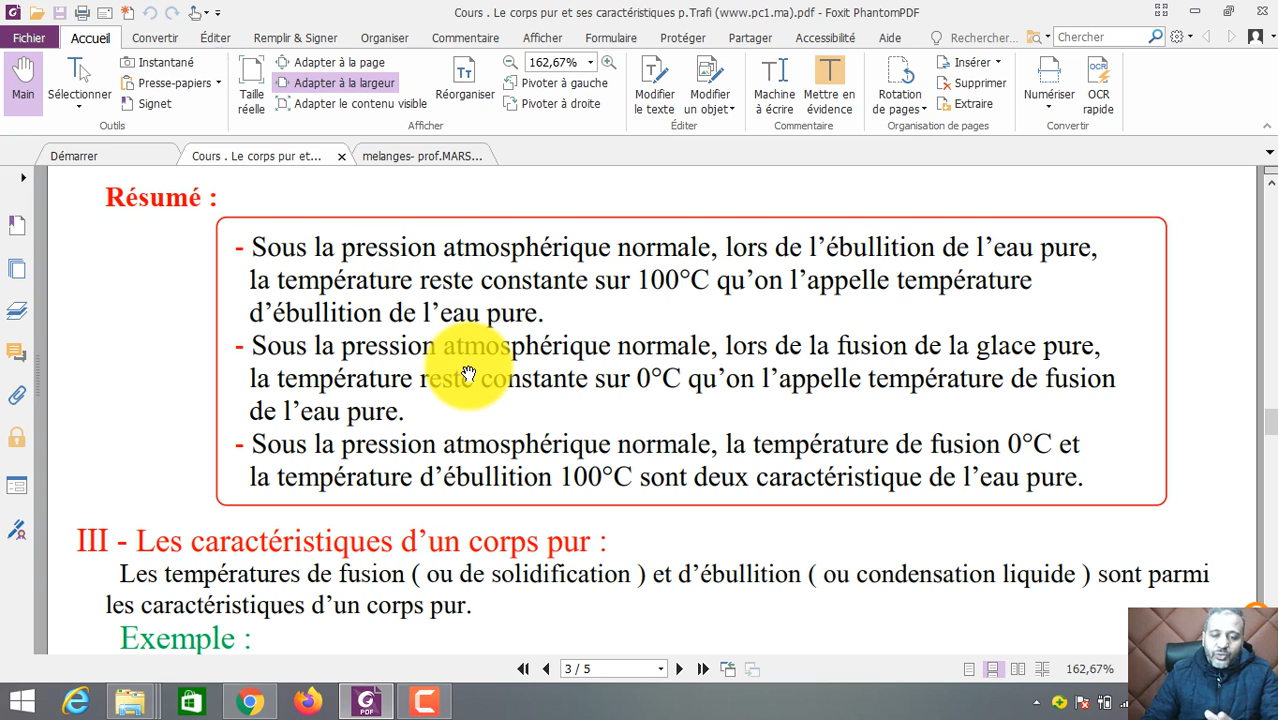 Cours . Le corps pur et ses caractéristiques p.Trafi (www.pc1.ma).pdf - Foxit PhantomPDF
Fichier Accueil Convertir Éditer Remplir & Signer Organiser Commentaire Afficher Formulaire Protéger Partager Accessibilité Aide Rechercher... Chercher
Main
Sélectionner
Instantané
Presse-papiers
Signet
Outils
Taille réelle
Adapter à la page
Adapter à la largeur
Adapter le contenu visible
Réorganiser
162,67%
Pivoter à gauche
Pivoter à droite
Afficher
Modifier le texte
Modifier un objet
Éditer
Machine à écrire
Mettre en évidence
Commentaire
Rotation de pages
Insérer
Supprimer
Extraire
Organisation de pages
Numériser
OCR rapide
Convertir
Démarrer
Cours . Le corps pur et...
melanges- prof.MARS...
Résumé :
- Sous la pression atmosphérique normale, lors de l’ébullition de l’eau pure,
la température reste constante sur 100°C qu’on l’appelle température
d’ébullition de l’eau pure.
- Sous la pression atmosphérique normale, lors de la fusion de la glace pure,
la température reste constante sur 0°C qu’on l’appelle température de fusion
de l’eau pure.
- Sous la pression atmosphérique normale, la température de fusion 0°C et
la température d’ébullition 100°C sont deux caractéristique de l’eau pure.
III - Les caractéristiques d’un corps pur :
Les températures de fusion ( ou de solidification ) et d’ébullition ( ou condensation liquide ) sont parmi
les caractéristiques d’un corps pur.
Exemple :
3 / 5
162,67%
PDF